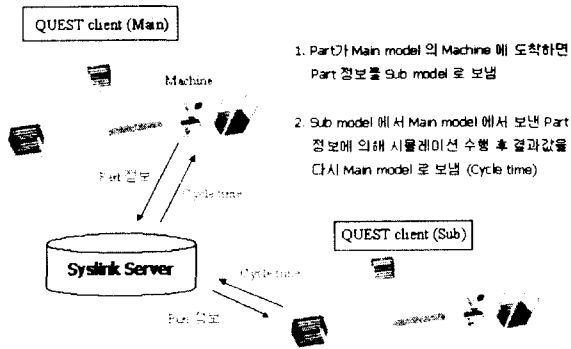 QUEST client (Main)
1. Part가 Main model 의 Machine 에 도착하면
Part 정보를 Sub model 로 보냄
Machine
2. Sub model 에서 Main model 에서 보낸 Part
정보에 의해 시뮬레이션 수행 후 결과값을
다시 Main model 로 보냄 (Cycle time)
Part 정보
Cycle time
QUEST client (Sub)
Syslink Server
Cycle time
Part 정보